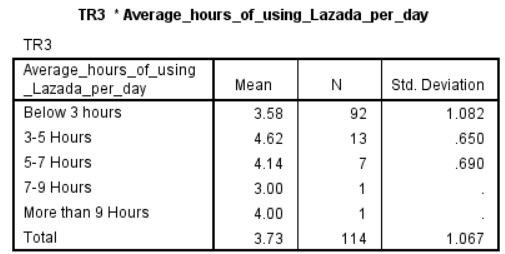 TR3 * Average_hours_of_using_Lazada_per_day
TR3
Average_hours_of_using
_Lazada_per_day Mean N Std. Deviation
Below 3 hours 3.58 92 1.082
3-5 Hours 4.62 13 .650
5-7 Hours 4.14 7 .690
7-9 Hours 3.00 1 .
More than 9 Hours 4.00 1 .
Total 3.73 114 1.067